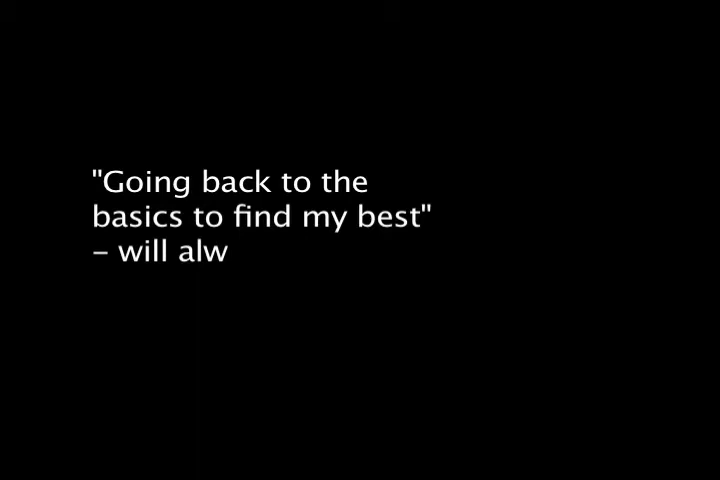 "Going back to the
basics to find my best"
– will alw